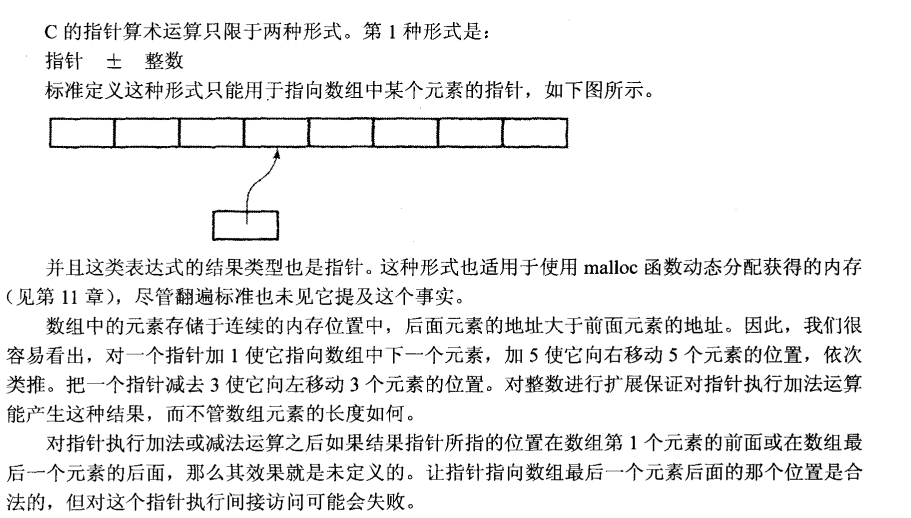 C 的指针算术运算只限于两种形式。第 1 种形式是：
指针 ± 整数
标准定义这种形式只能用于指向数组中某个元素的指针，如下图所示。
并且这类表达式的结果类型也是指针。这种形式也适用于使用 malloc 函数动态分配获得的内存
（见第 11 章），尽管翻遍标准也未见它提及这个事实。
数组中的元素存储于连续的内存位置中，后面元素的地址大于前面元素的地址。因此，我们很
容易看出，对一个指针加 1 使它指向数组中下一个元素，加 5 使它向右移动 5 个元素的位置，依次
类推。把一个指针减去 3 使它向左移动 3 个元素的位置。对整数进行扩展保证对指针执行加法运算
能产生这种结果，而不管数组元素的长度如何。
对指针执行加法或减法运算之后如果结果指针所指的位置在数组第 1 个元素的前面或在数组最
后一个元素的后面，那么其效果就是未定义的。让指针指向数组最后一个元素后面的那个位置是合
法的，但对这个指针执行间接访问可能会失败。